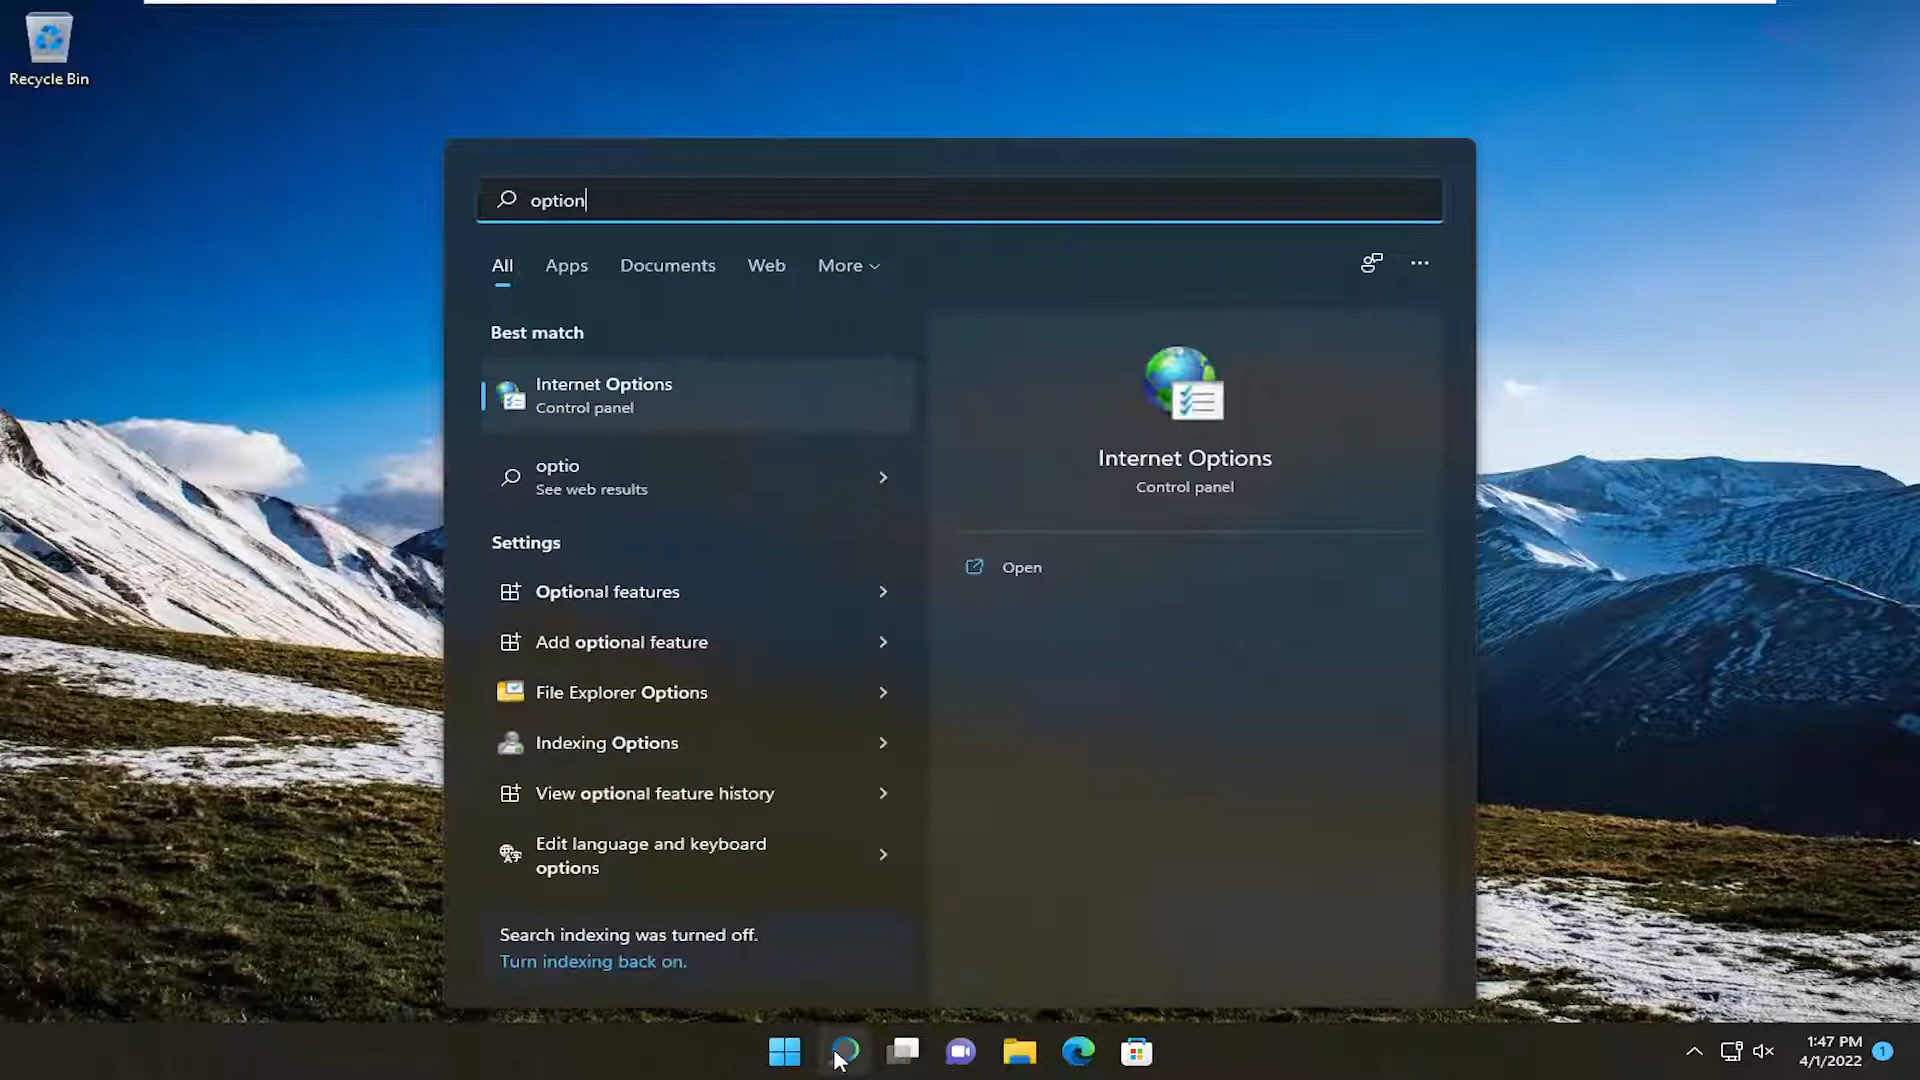 Recycle Bin
option
All Apps Documents Web More
Best match
Internet Options
Control panel
optio
See web results
Settings
Optional features
Add optional feature
File Explorer Options
Indexing Options
View optional feature history
Edit language and keyboard
options
Search indexing was turned off.
Turn indexing back on.
Internet Options
Control panel
Open
1:47 PM
4/1/2022
1